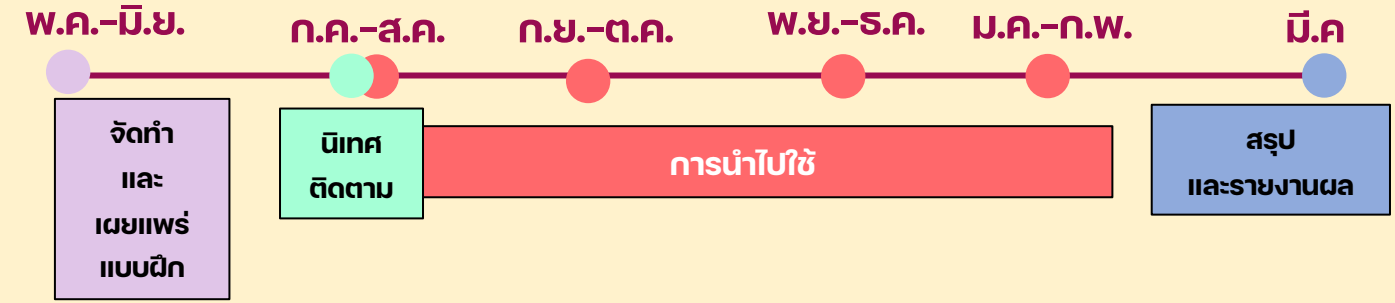 พ.ค.-มิ.ย.
ก.ค.-ส.ค.
ก.ย.-ต.ค.
พ.ย.-ธ.ค.
ม.ค.-ก.พ.
มี.ค
จัดทำ
และ
เผยแพร่
แบบฝึก
นิเทศ
ติดตาม
การนำไปใช้
สรุป
และรายงานผล